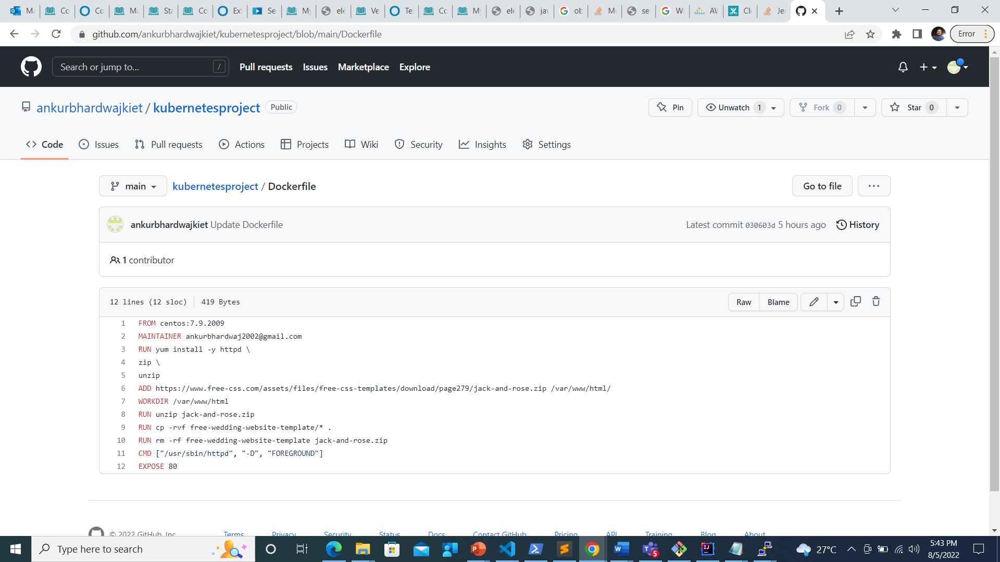 Ma
Co
Co
Ma
Sta
Co
Ext
Se
My
ele
Ve
Te
Co
My
ele
jav
ob
Mo
se
W
AV
Cl
Jer
github.com/ankurbhardwajkiet/kubernetesproject/blob/main/Dockerfile
Error
Search or jump to...
/
Pull requests
Issues
Marketplace
Explore
ankurbhardwajkiet / kubernetesproject Public
Pin
Unwatch 1
Fork 0
Star 0
Code
Issues
Pull requests
Actions
Projects
Wiki
Security
Insights
Settings
main
kubernetesproject / Dockerfile
Go to file
ankurbhardwajkiet Update Dockerfile
Latest commit 030603d 5 hours ago
History
1 contributor
12 lines (12 sloc) 419 Bytes
Raw
Blame
1 FROM centos:7.9.2009
2 MAINTAINER ankurbhardwaj2002@gmail.com
3 RUN yum install -y httpd \
4 zip \
5 unzip
6 ADD https://www.free-css.com/assets/files/free-css-templates/download/page279/jack-and-rose.zip /var/www/html/
7 WORKDIR /var/www/html
8 RUN unzip jack-and-rose.zip
9 RUN cp -rvf free-wedding-website-template/* .
10 RUN rm -rf free-wedding-website-template jack-and-rose.zip
11 CMD ["/usr/sbin/httpd", "-D", "FOREGROUND"]
12 EXPOSE 80
© 2022 GitHub, Inc.
Terms
Privacy
Security
Status
Docs
Contact GitHub
Pricing
API
Training
Blog
About
Type here to search
5
27°C
5:43 PM
8/5/2022